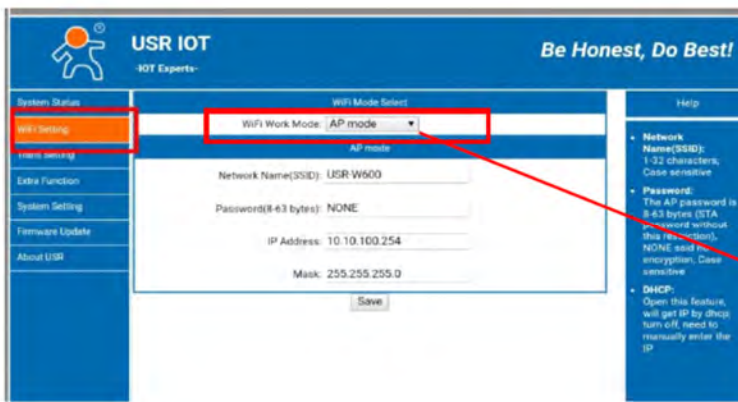 USR IOT
-IOT Experts-
Be Honest, Do Best!
System Status
WiFi Setting
Trans Setting
Extra Function
System Setting
Firmware Update
About USR
WiFi Mode Select
WiFi Work Mode: AP mode
AP mode
Network Name(SSID): USR-W600
Password(8-63 bytes): NONE
IP Address: 10.10.100.254
Mask: 255.255.255.0
Save
Help
• Network
Name(SSID):
1-32 characters,
Case sensitive
• Password:
The AP password is
8-63 bytes (STA
password without
this restriction),
NONE said no
encryption, Case
sensitive
• DHCP:
Open this feature,
will get IP by dhcp;
turn off, need to
manually enter the
IP